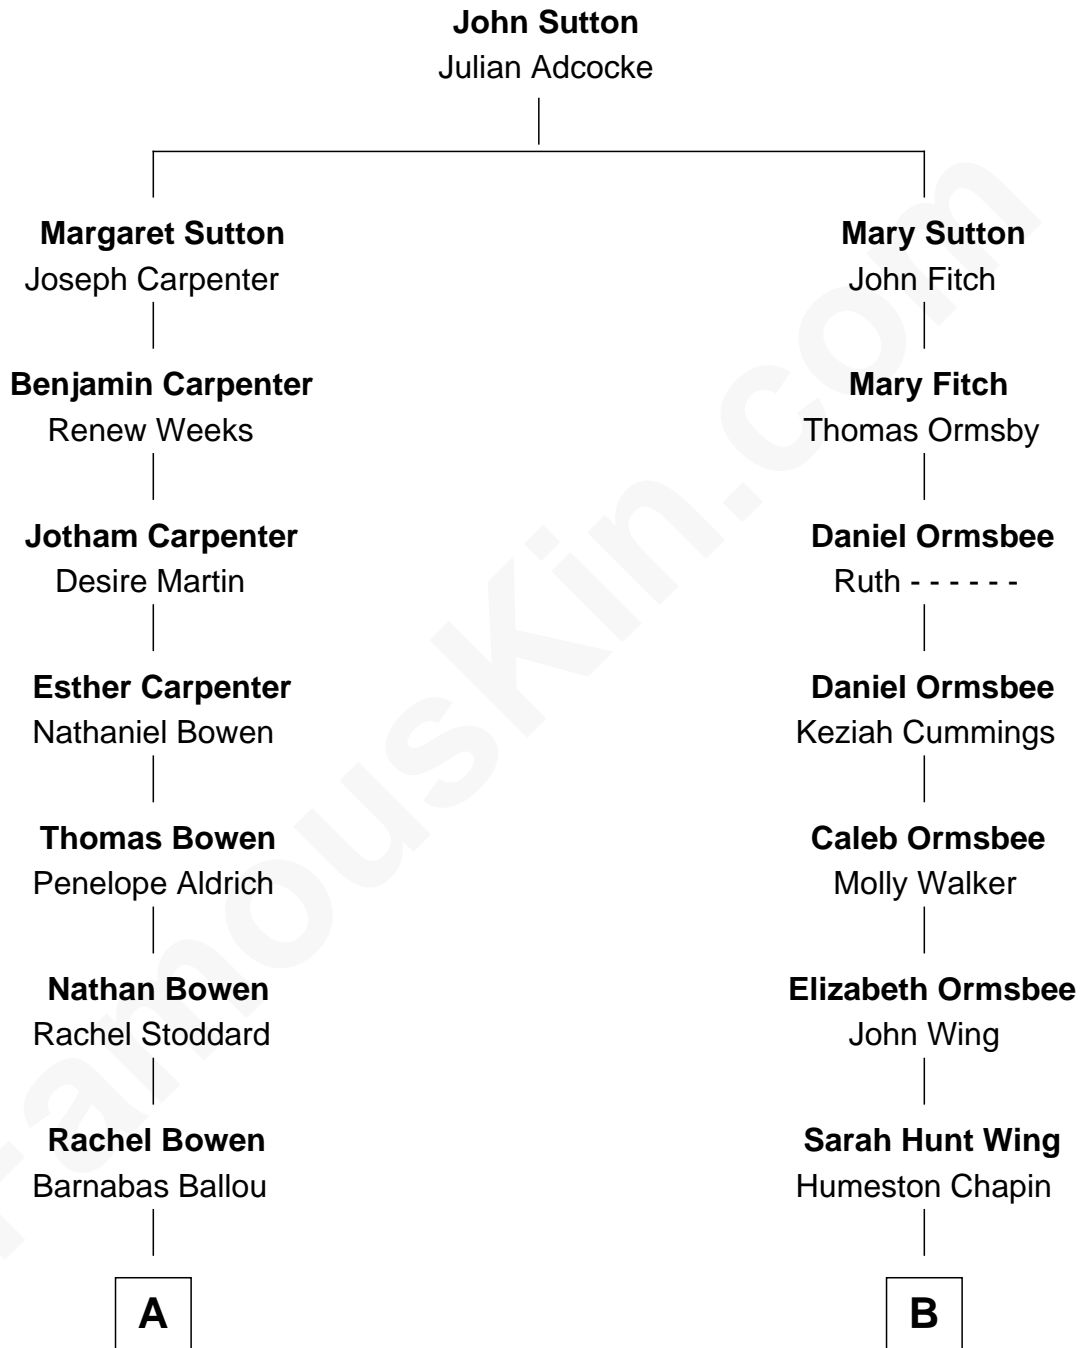 John Sutton
Julian Adcocke
Margaret Sutton
Joseph Carpenter
Mary Sutton
John Fitch
Benjamin Carpenter
Renew Weeks
Mary Fitch
Thomas Ormsby
Jotham Carpenter
Desire Martin
Daniel Ormsbee
Ruth - - - - - -
Esther Carpenter
Nathaniel Bowen
Daniel Ormsbee
Keziah Cummings
Thomas Bowen
Penelope Aldrich
Caleb Ormsbee
Molly Walker
Nathan Bowen
Rachel Stoddard
Elizabeth Ormsbee
John Wing
Rachel Bowen
Barnabas Ballou
Sarah Hunt Wing
Humeston Chapin
A
B
FamousKin.com